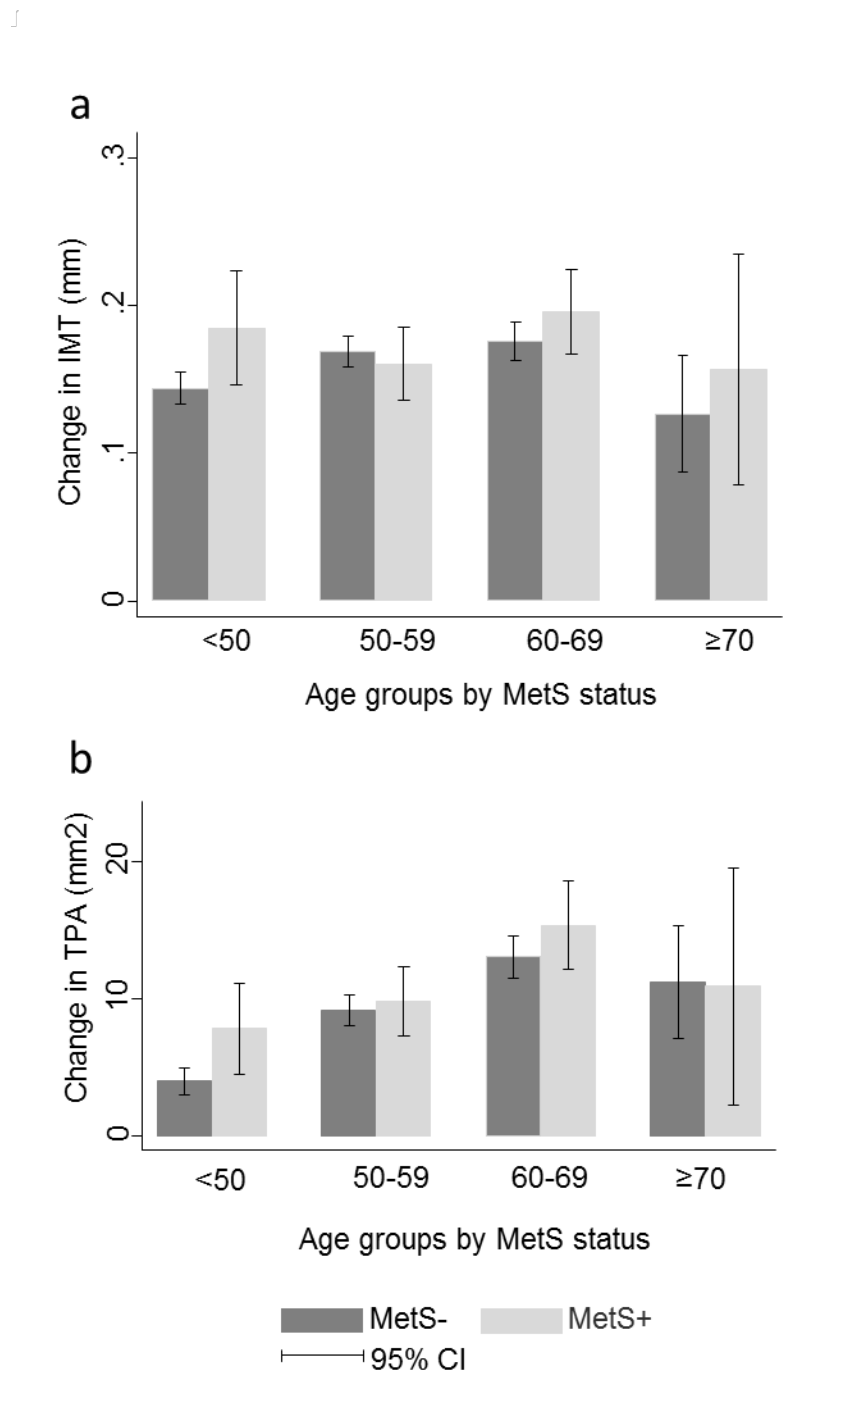 a
.3
.2
.1
0
Change in IMT (mm)
<50 50-59 60-69 ≥70
Age groups by MetS status
b
20
10
0
Change in TPA (mm2)
<50 50-59 60-69 ≥70
Age groups by MetS status
MetS- MetS+
95% CI